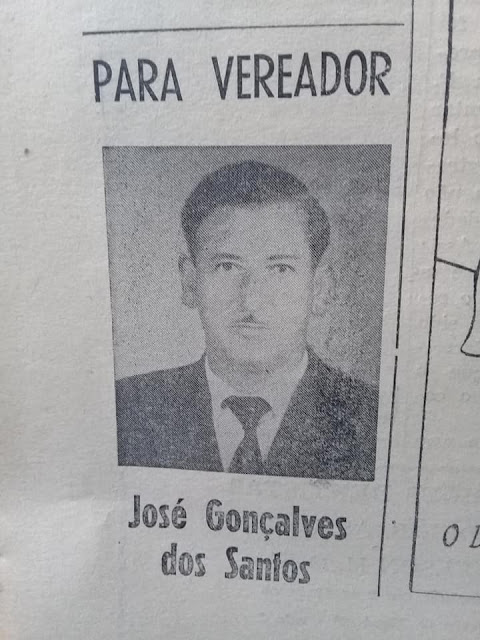 PARA VEREADOR
José Gonçalves
dos Santos
O